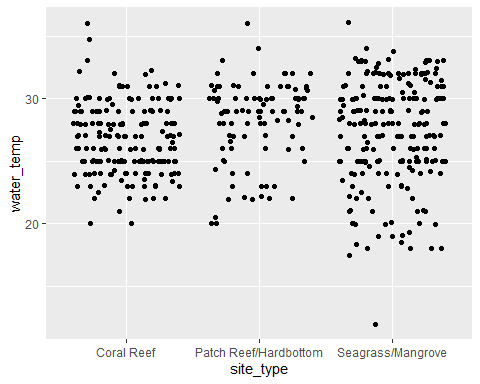 30
20
water_temp
Coral Reef Patch Reef/Hardbottom Seagrass/Mangrove
site_type